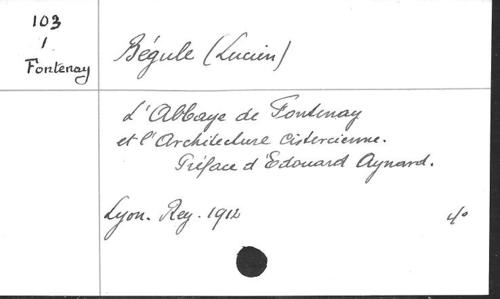 103
1
Fontenay
Bégule (Lucien)
L'Abbaye de Fontenay
et l'Architecture cistercienne.
Préface d'Edouard Aynard.
Lyon. Rey. 1912
4°